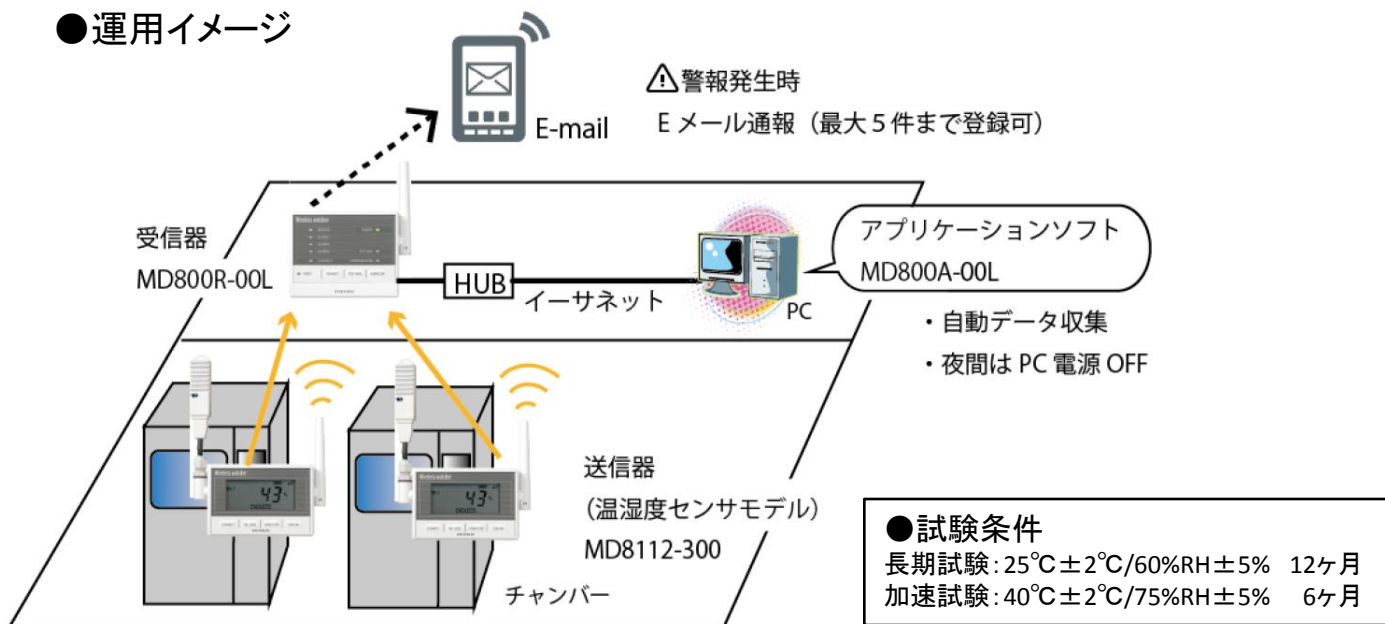 ●運用イメージ
⚠警報発生時
E-mail
Eメール通報（最大5件まで登録可）
受信器
MD800R-00L
HUB
イーサネット
PC
アプリケーションソフト
MD800A-00L
・自動データ収集
・夜間は PC 電源 OFF
43
43
送信器
（温湿度センサモデル）
MD8112-300
チャンバー
●試験条件
長期試験：25℃±2℃/60%RH±5% 12ヶ月
加速試験：40℃±2℃/75%RH±5% 6ヶ月